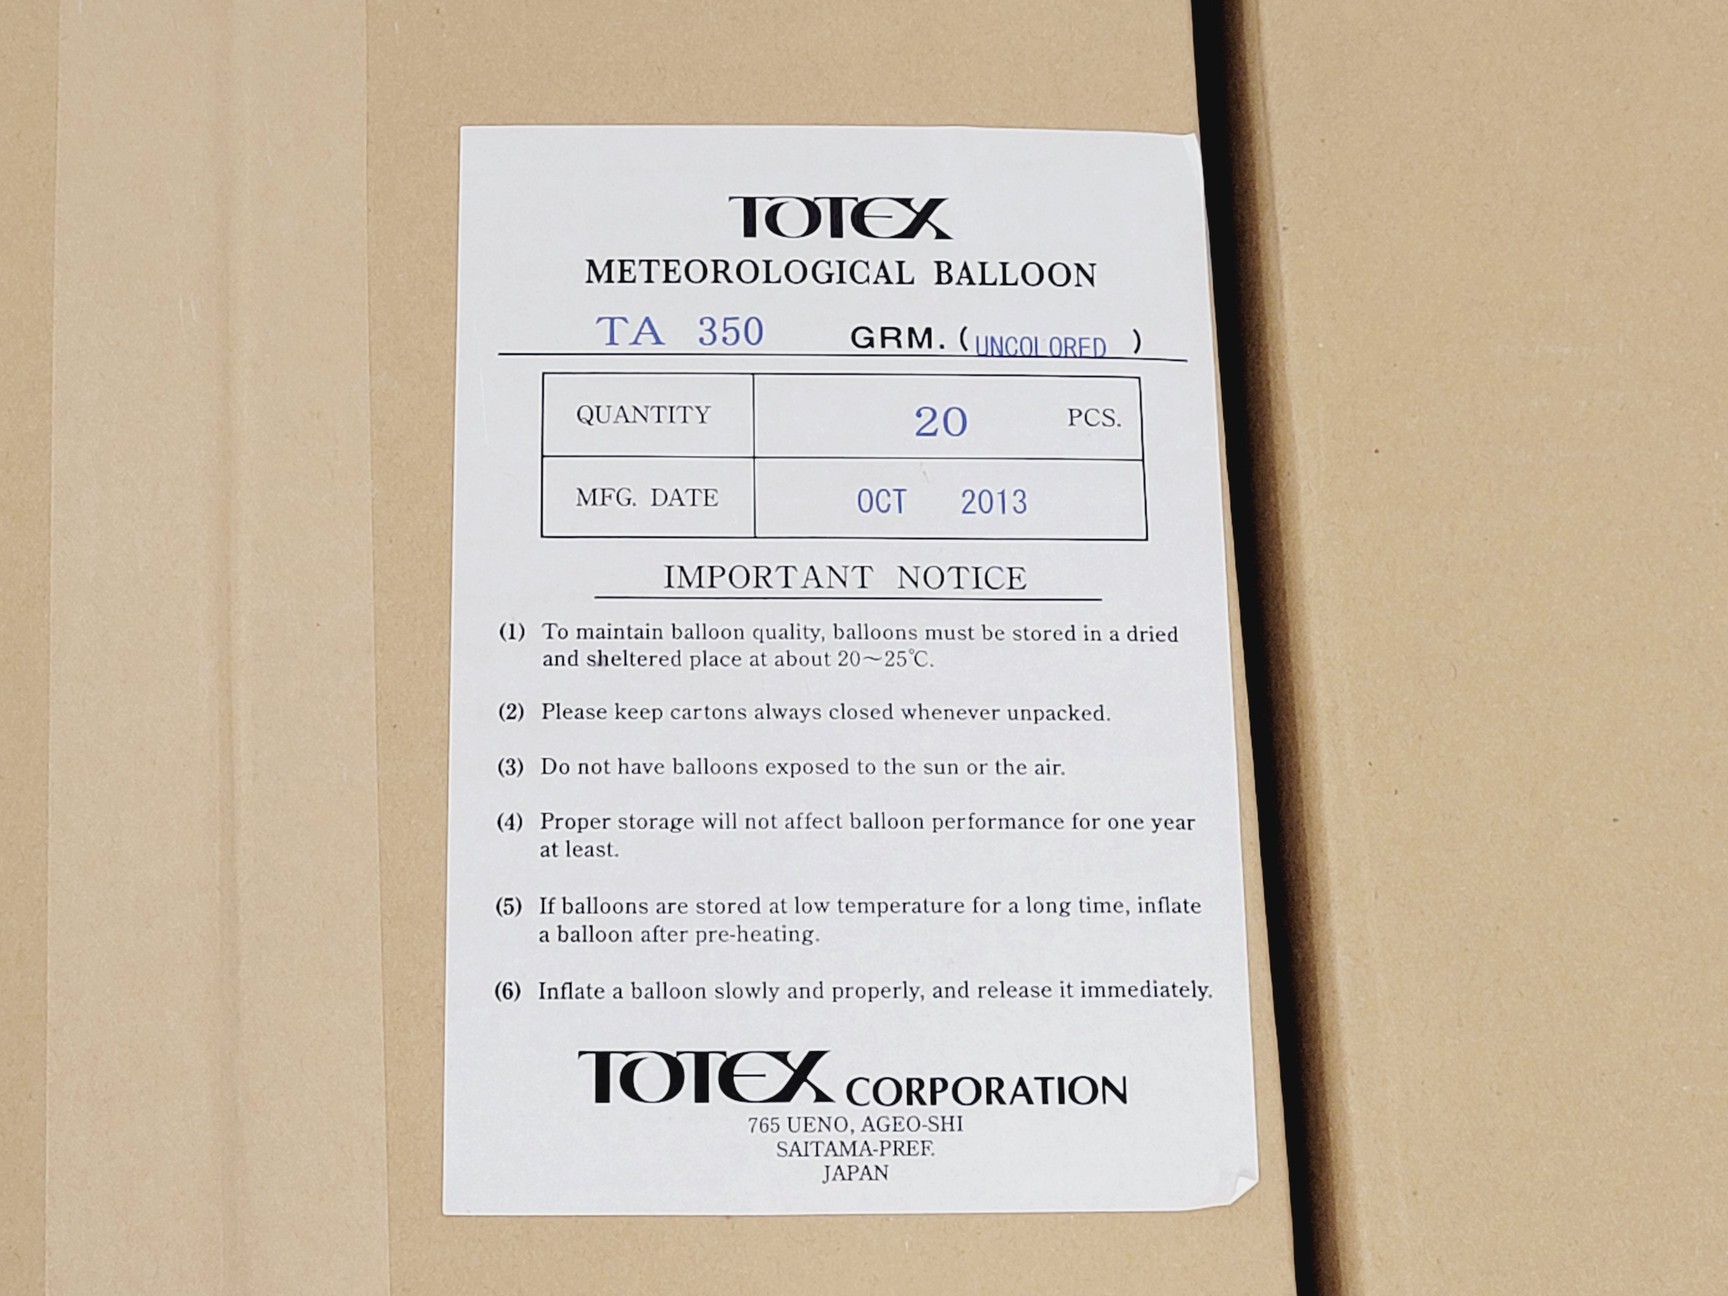 TOTEX
METEOROLOGICAL BALLOON
TA 350 GRM. (UNCOLORED )
QUANTITY 20 PCS.
MFG. DATE OCT 2013
IMPORTANT NOTICE
(1) To maintain balloon quality, balloons must be stored in a dried
and sheltered place at about 20~25℃.
(2) Please keep cartons always closed whenever unpacked.
(3) Do not have balloons exposed to the sun or the air.
(4) Proper storage will not affect balloon performance for one year
at least.
(5) If balloons are stored at low temperature for a long time, inflate
a balloon after pre-heating.
(6) Inflate a balloon slowly and properly, and release it immediately.
TOTEX CORPORATION
765 UENO, AGEO-SHI
SAITAMA-PREF.
JAPAN